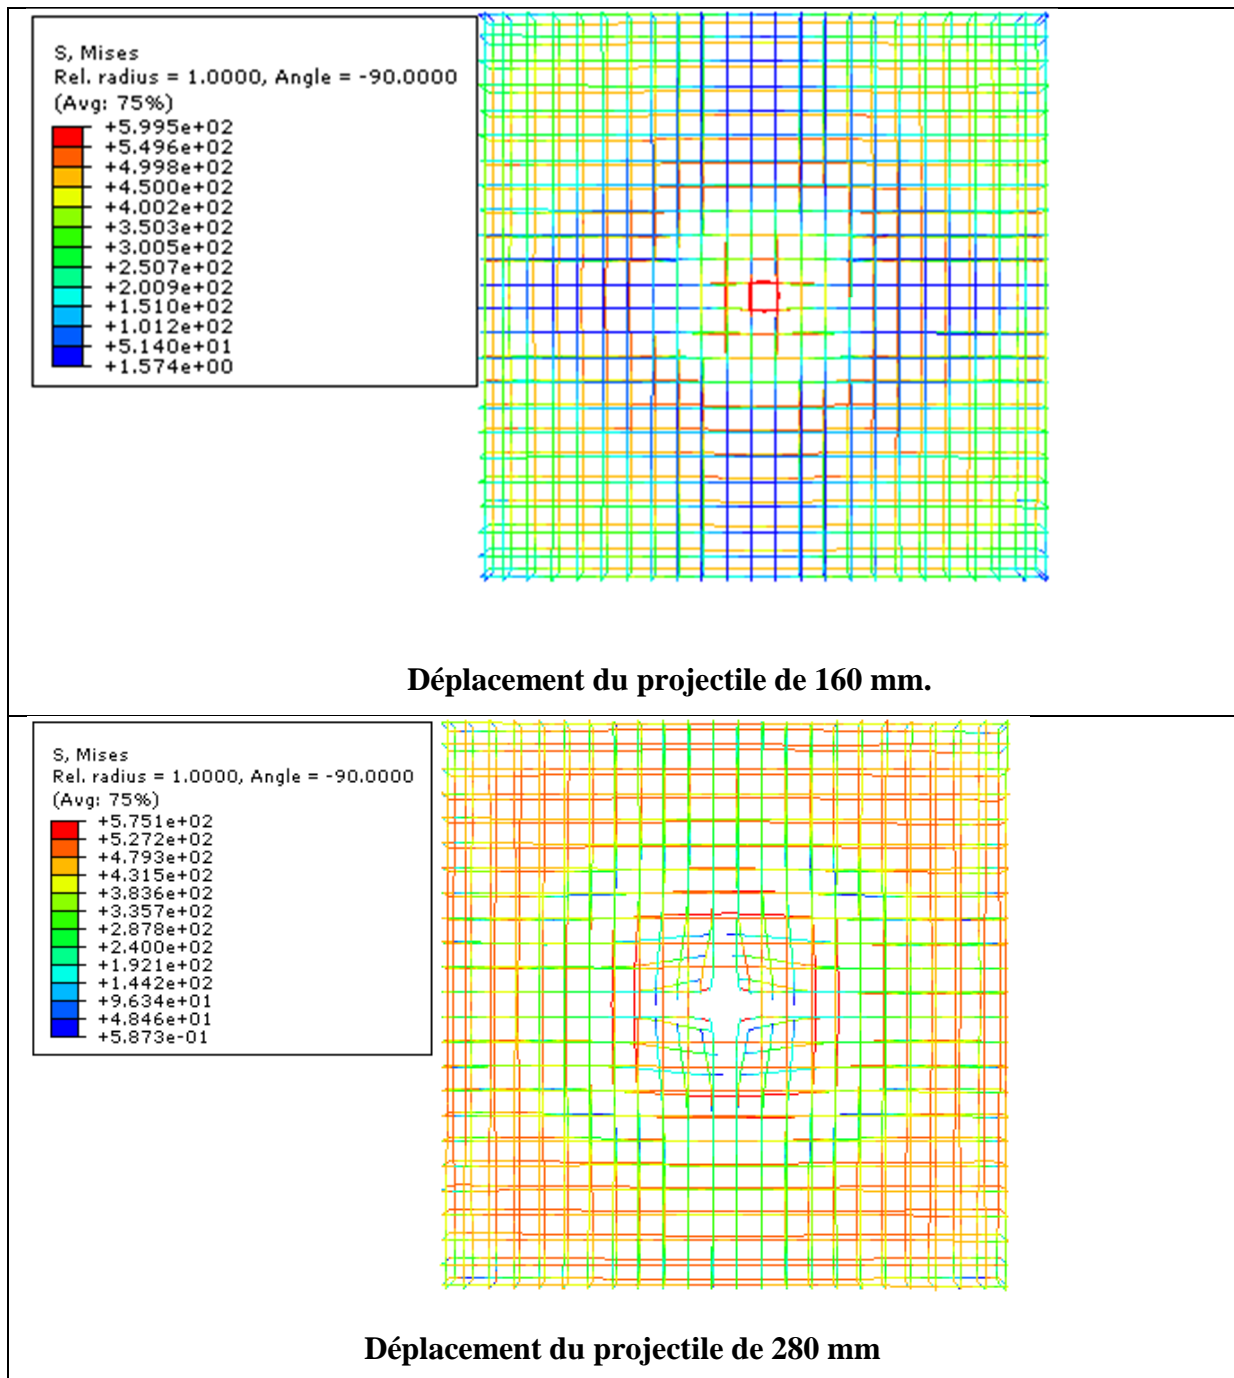 S, Mises
Rel. radius = 1.0000, Angle = -90.0000
(Avg: 75%)
+5.995e+02
+5.496e+02
+4.998e+02
+4.500e+02
+4.002e+02
+3.503e+02
+3.005e+02
+2.507e+02
+2.009e+02
+1.510e+02
+1.012e+02
+5.140e+01
+1.574e+00
Déplacement du projectile de 160 mm.
S, Mises
Rel. radius = 1.0000, Angle = -90.0000
(Avg: 75%)
+5.751e+02
+5.272e+02
+4.793e+02
+4.315e+02
+3.836e+02
+3.357e+02
+2.878e+02
+2.400e+02
+1.921e+02
+1.442e+02
+9.634e+01
+4.846e+01
+5.873e-01
Déplacement du projectile de 280 mm